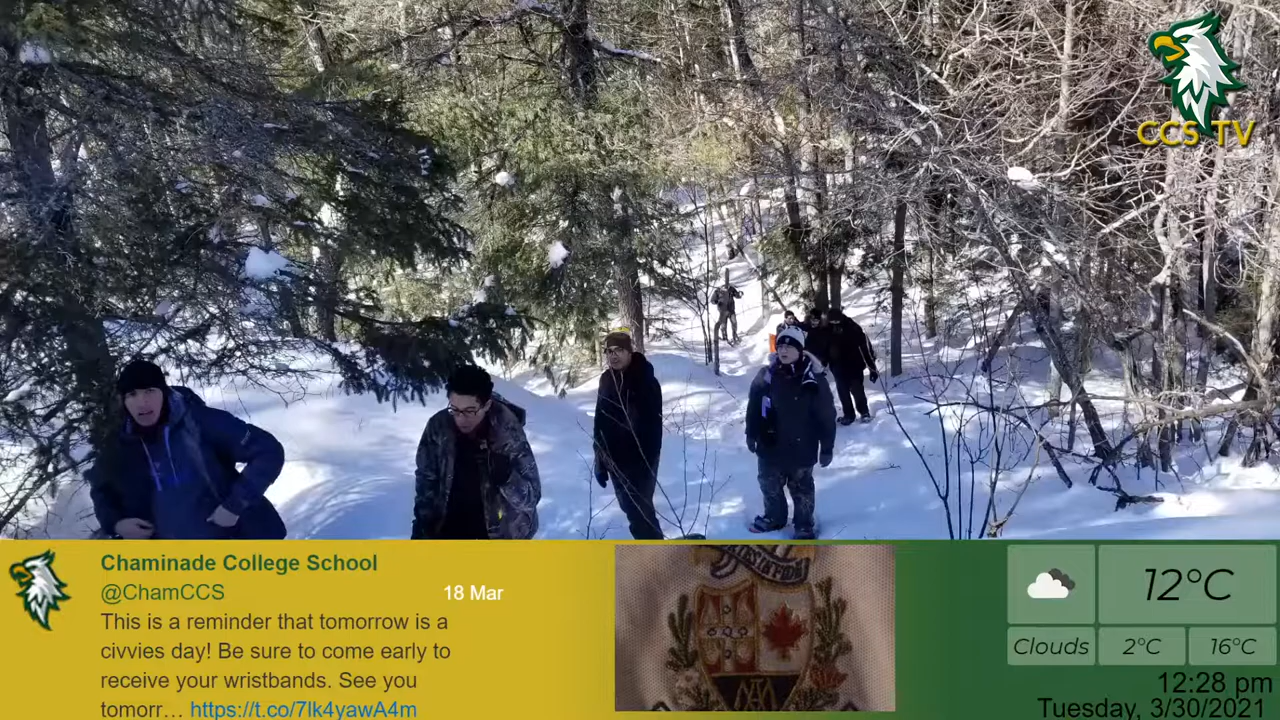 CCS TV
Chaminade College School
@ChamCCS
18 Mar
This is a reminder that tomorrow is a
civvies day! Be sure to come early to
receive your wristbands. See you
tomorr… https://t.co/7lk4yawA4m
12°C
Clouds
2°C
16°C
12:28 pm
Tuesday, 3/30/2021